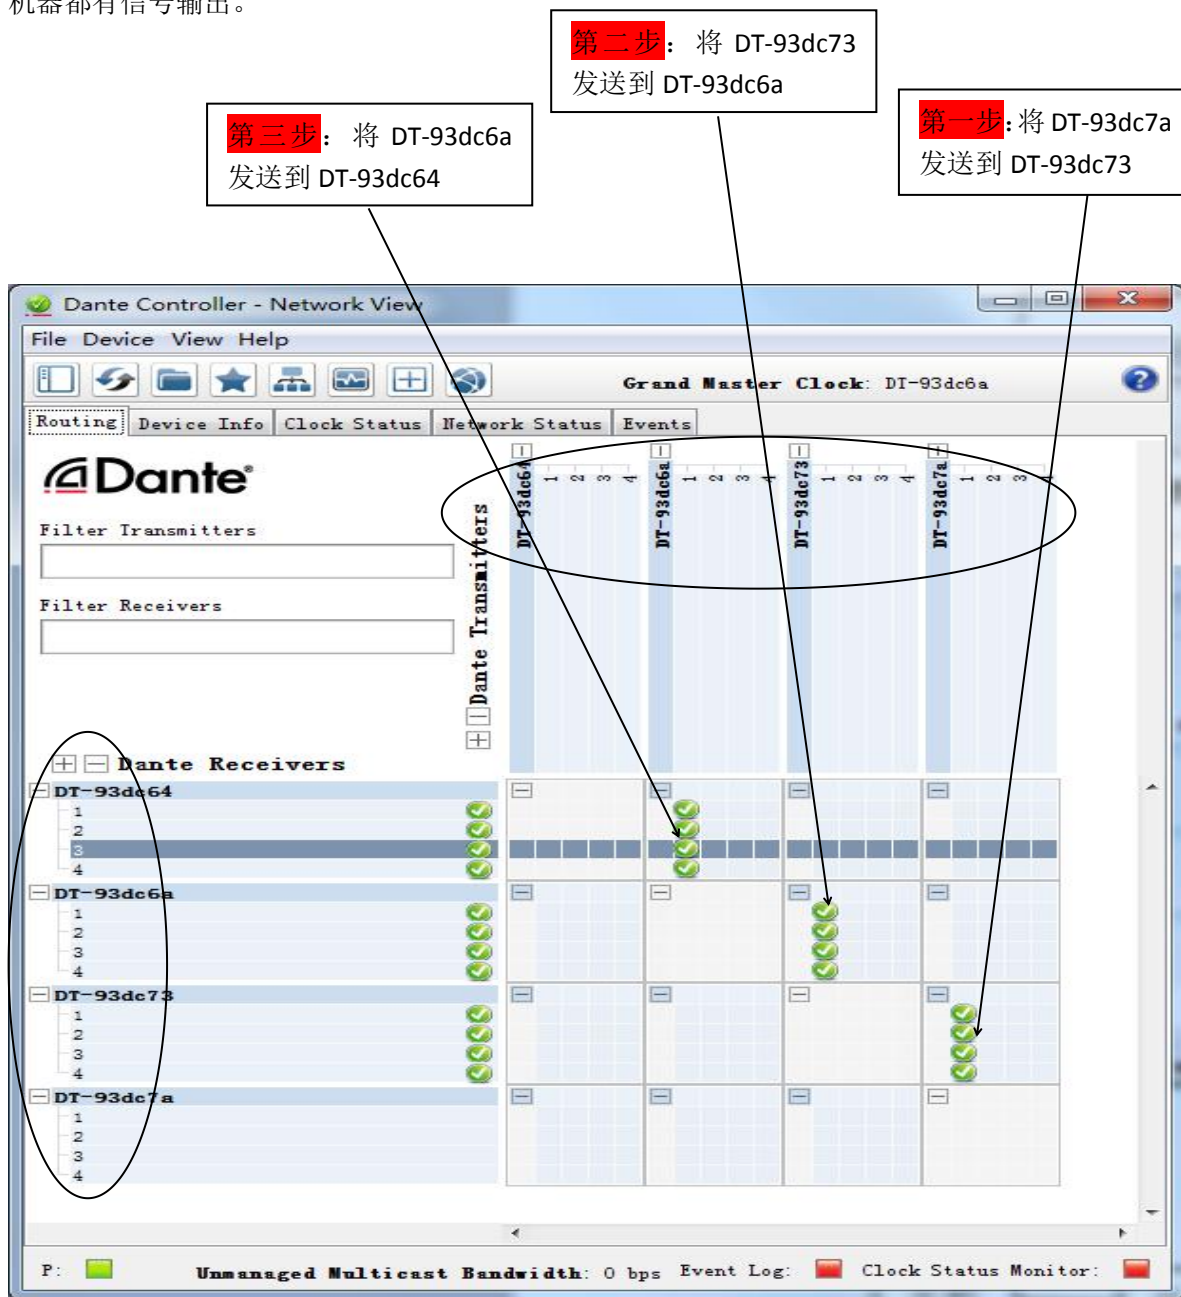 机器都有信号输出。
第二步：将 DT-93dc73
发送到 DT-93dc6a
第三步：将 DT-93dc6a
发送到 DT-93dc64
第一步：将 DT-93dc7a
发送到 DT-93dc73
Dante Controller - Network View
File Device View Help
Grand Master Clock: DT-93dc6a
Routing Device Info Clock Status Network Status Events
Dante
Filter Transmitters
Filter Receivers
Dante Transmitters
DT-93dc64 1 2 3 4
DT-93dc6a 1 2 3 4
DT-93dc73 1 2 3 4
DT-93dc7a 1 2 3 4
Dante Receivers
DT-93dc64
1
2
3
4
DT-93dc6a
1
2
3
4
DT-93dc73
1
2
3
4
DT-93dc7a
1
2
3
4
P: Unmanaged Multicast Bandwidth: 0 bps Event Log: Clock Status Monitor: